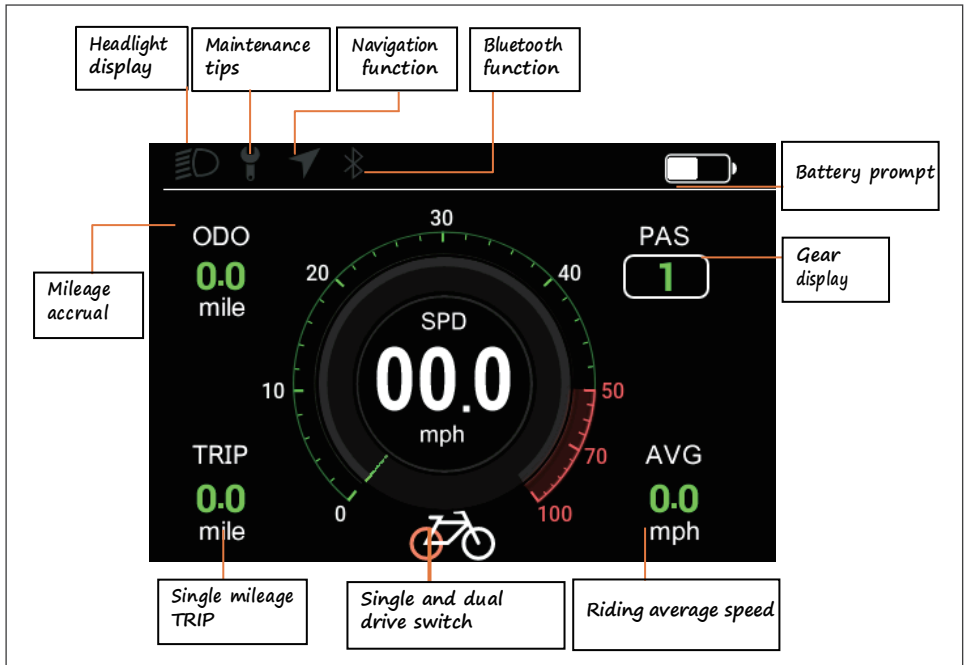 Headlight
display
Maintenance
tips
Navigation
function
Bluetooth
function
Battery prompt
ODO
0.0
mile
30
PAS
1
Gear
display
20
40
Mileage
accrual
SPD
00.0
mph
10
50
TRIP
0.0
mile
70
AVG
0.0
mph
0
100
Single mileage
TRIP
Single and dual
drive switch
Riding average speed